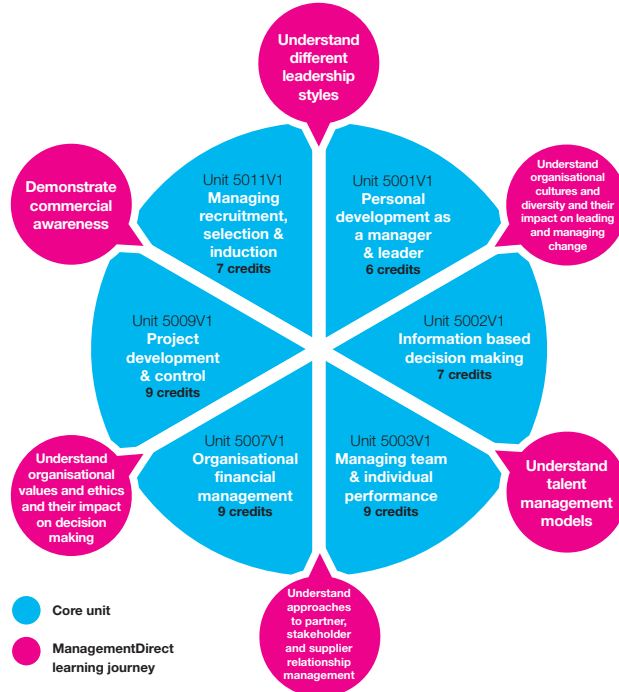 Understand
different
leadership
styles
Demonstrate
commercial
awareness
Unit 5011V1
Managing
recruitment,
selection &
induction
7 credits
Unit 5001V1
Personal
development as
a manager
& leader
6 credits
Understand
organisational
cultures and
diversity and their
impact on leading
and managing
change
Unit 5009V1
Project
development
& control
9 credits
Unit 5002V1
Information based
decision making
7 credits
Understand
organisational
values and ethics
and their impact
on decision
making
Unit 5007V1
Organisational
financial
management
9 credits
Unit 5003V1
Managing team
& individual
performance
9 credits
Understand
talent
management
models
Understand
approaches
to partner,
stakeholder
and supplier
relationship
management
Core unit
ManagementDirect
learning journey